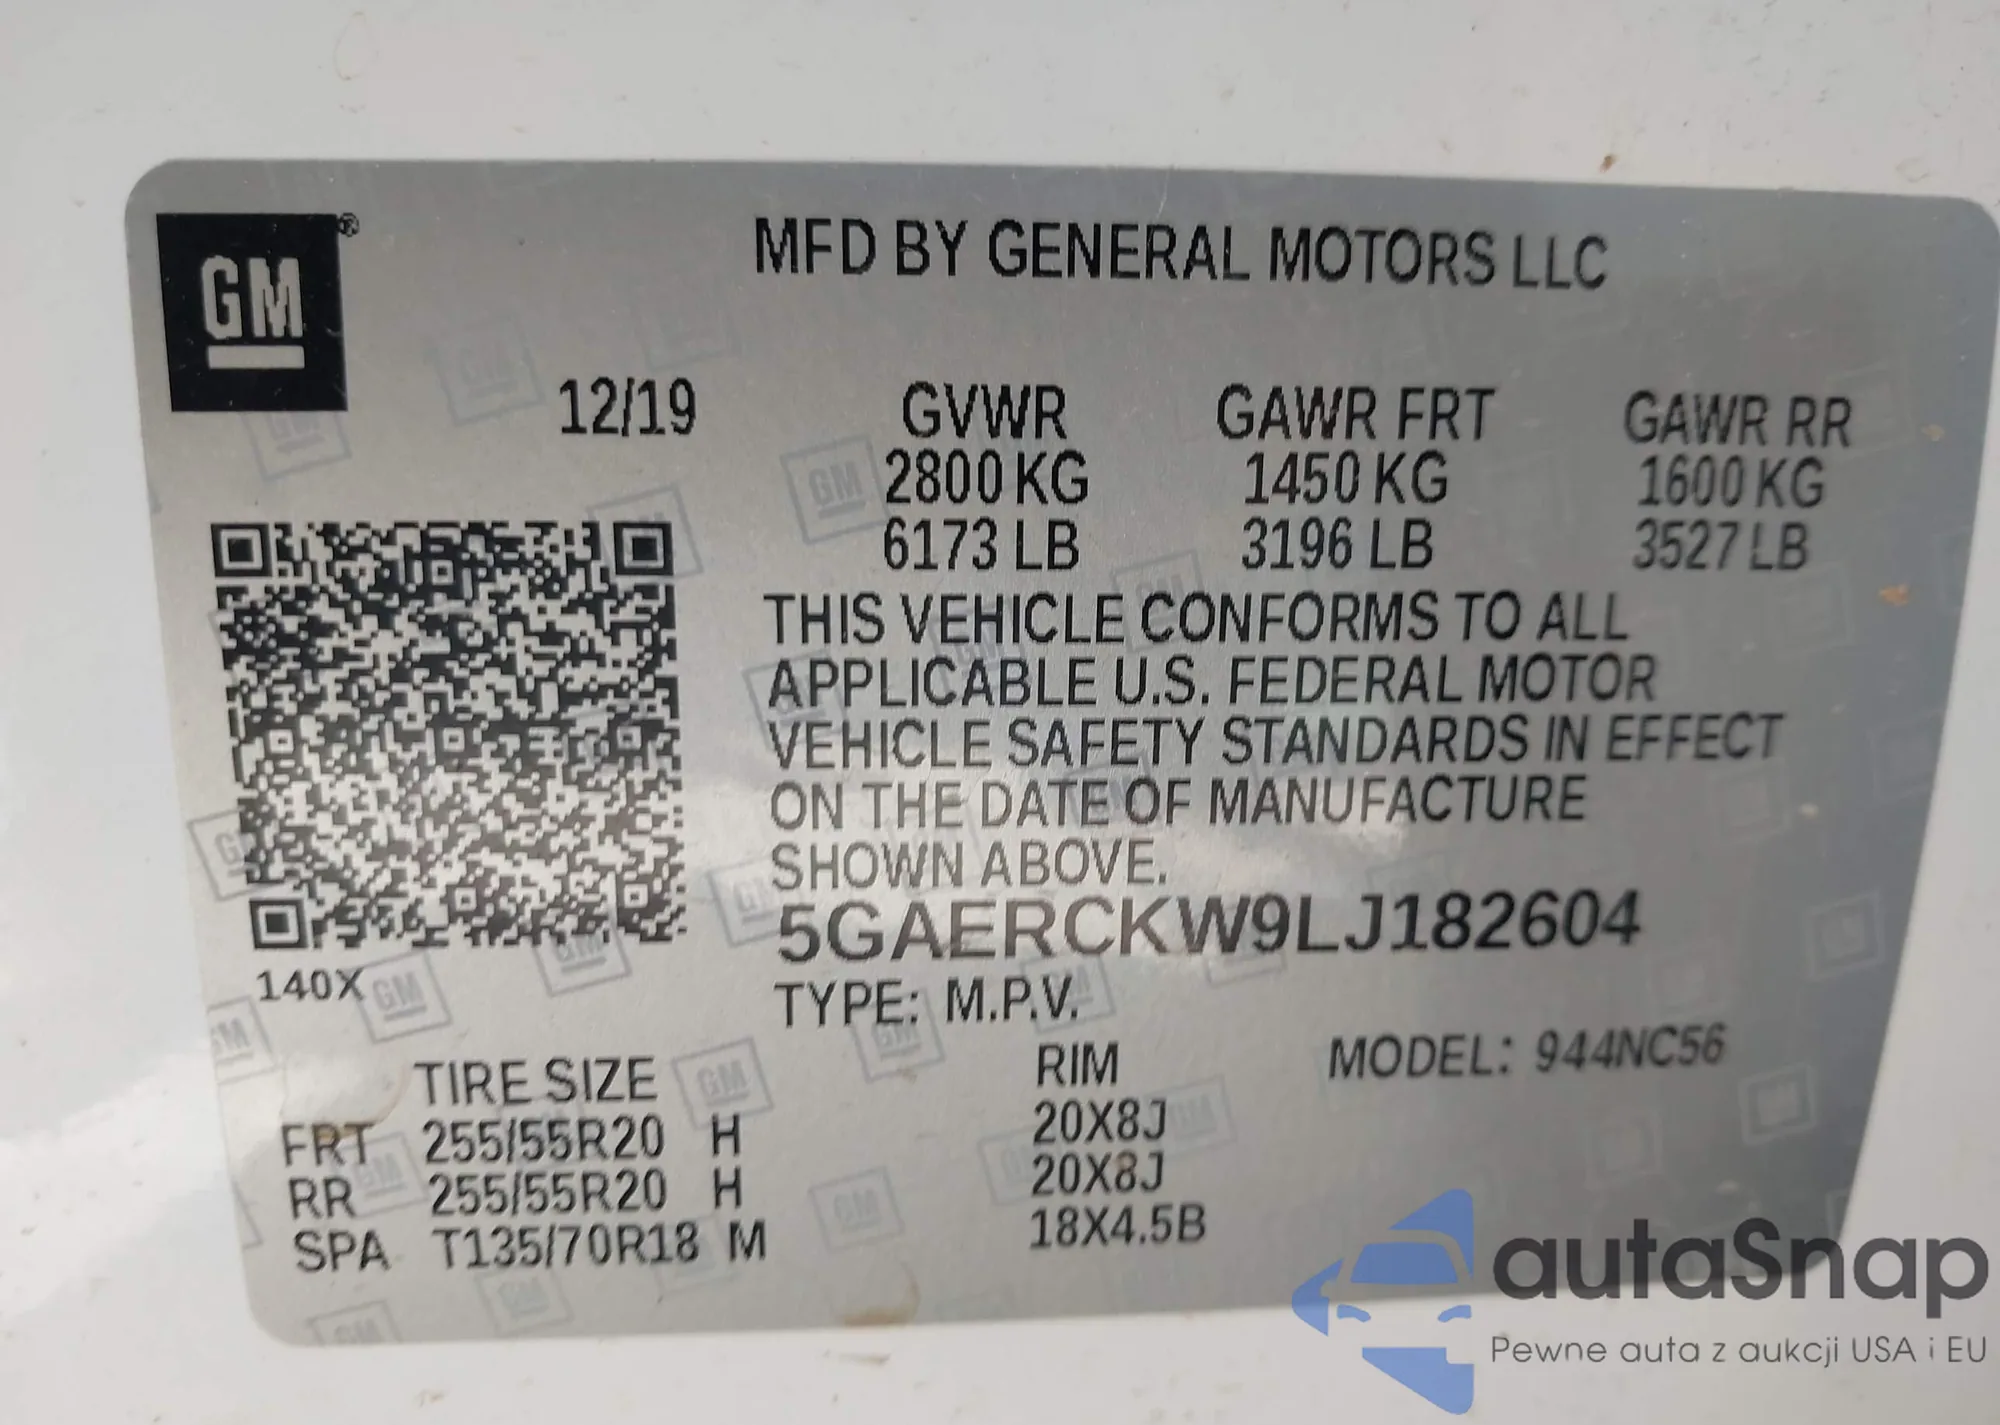 GM ®
MFD BY GENERAL MOTORS LLC
12/19 GVWR GAWR FRT GAWR RR
2800 KG 1450 KG 1600 KG
6173 LB 3196 LB 3527 LB
THIS VEHICLE CONFORMS TO ALL
APPLICABLE U.S. FEDERAL MOTOR
VEHICLE SAFETY STANDARDS IN EFFECT
ON THE DATE OF MANUFACTURE
SHOWN ABOVE.
5GAERCKW9LJ182604
140X
TYPE: M.P.V.
MODEL: 944NC56
TIRE SIZE RIM
FRT 255/55R20 H 20X8J
RR 255/55R20 H 20X8J
SPA T135/70R18 M 18X4.5B
autaSnap
Pewne auta z aukcji USA i EU